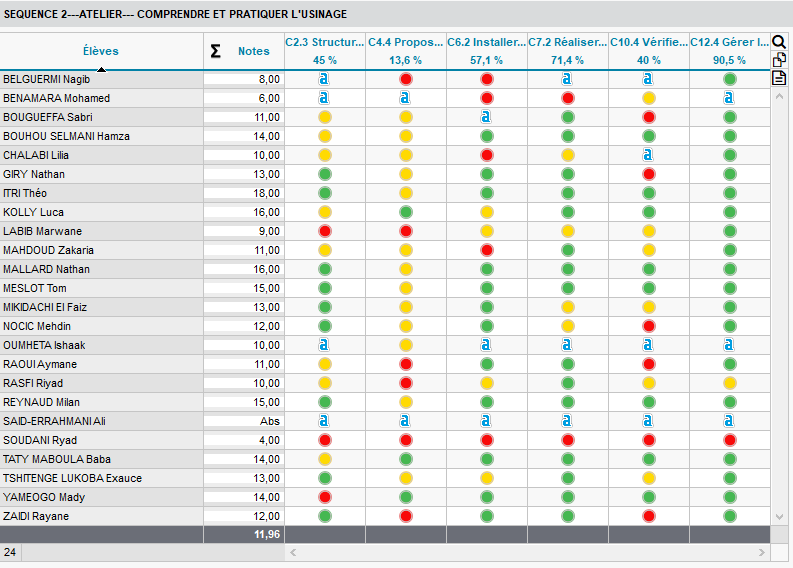 SEQUENCE 2---ATELIER--- COMPRENDRE ET PRATIQUER L'USINAGE
Élèves Σ Notes C2.3 Structur... C4.4 Propos... C6.2 Installer... C7.2 Réaliser... C10.4 Vérifie... C12.4 Gérer l...
45 % 13,6 % 57,1 % 71,4 % 40 % 90,5 %
BELGUERMI Nagib 8,00 a a a
BENAMARA Mohamed 6,00 a a a
BOUGUEFFA Sabri 11,00 a
BOUHOU SELMANI Hamza 14,00
CHALABI Lilia 10,00 a
GIRY Nathan 13,00
ITRI Théo 18,00
KOLLY Luca 16,00
LABIB Marwane 9,00
MAHDOUD Zakaria 11,00
MALLARD Nathan 16,00
MESLOT Tom 15,00
MIKIDACHI El Faiz 13,00
NOCIC Mehdin 12,00
OUMHETA Ishaak 10,00 a a a a a
RAOUI Aymane 11,00
RASFI Riyad 10,00
REYNAUD Milan 15,00
SAID-ERRAHMANI Ali Abs a a a a a a
SOUDANI Ryad 4,00
TATY MABOULA Baba 14,00
TSHITENGE LUKOBA Exauce 13,00
YAMEOGO Mady 14,00
ZAIDI Rayane 12,00
11,96
24